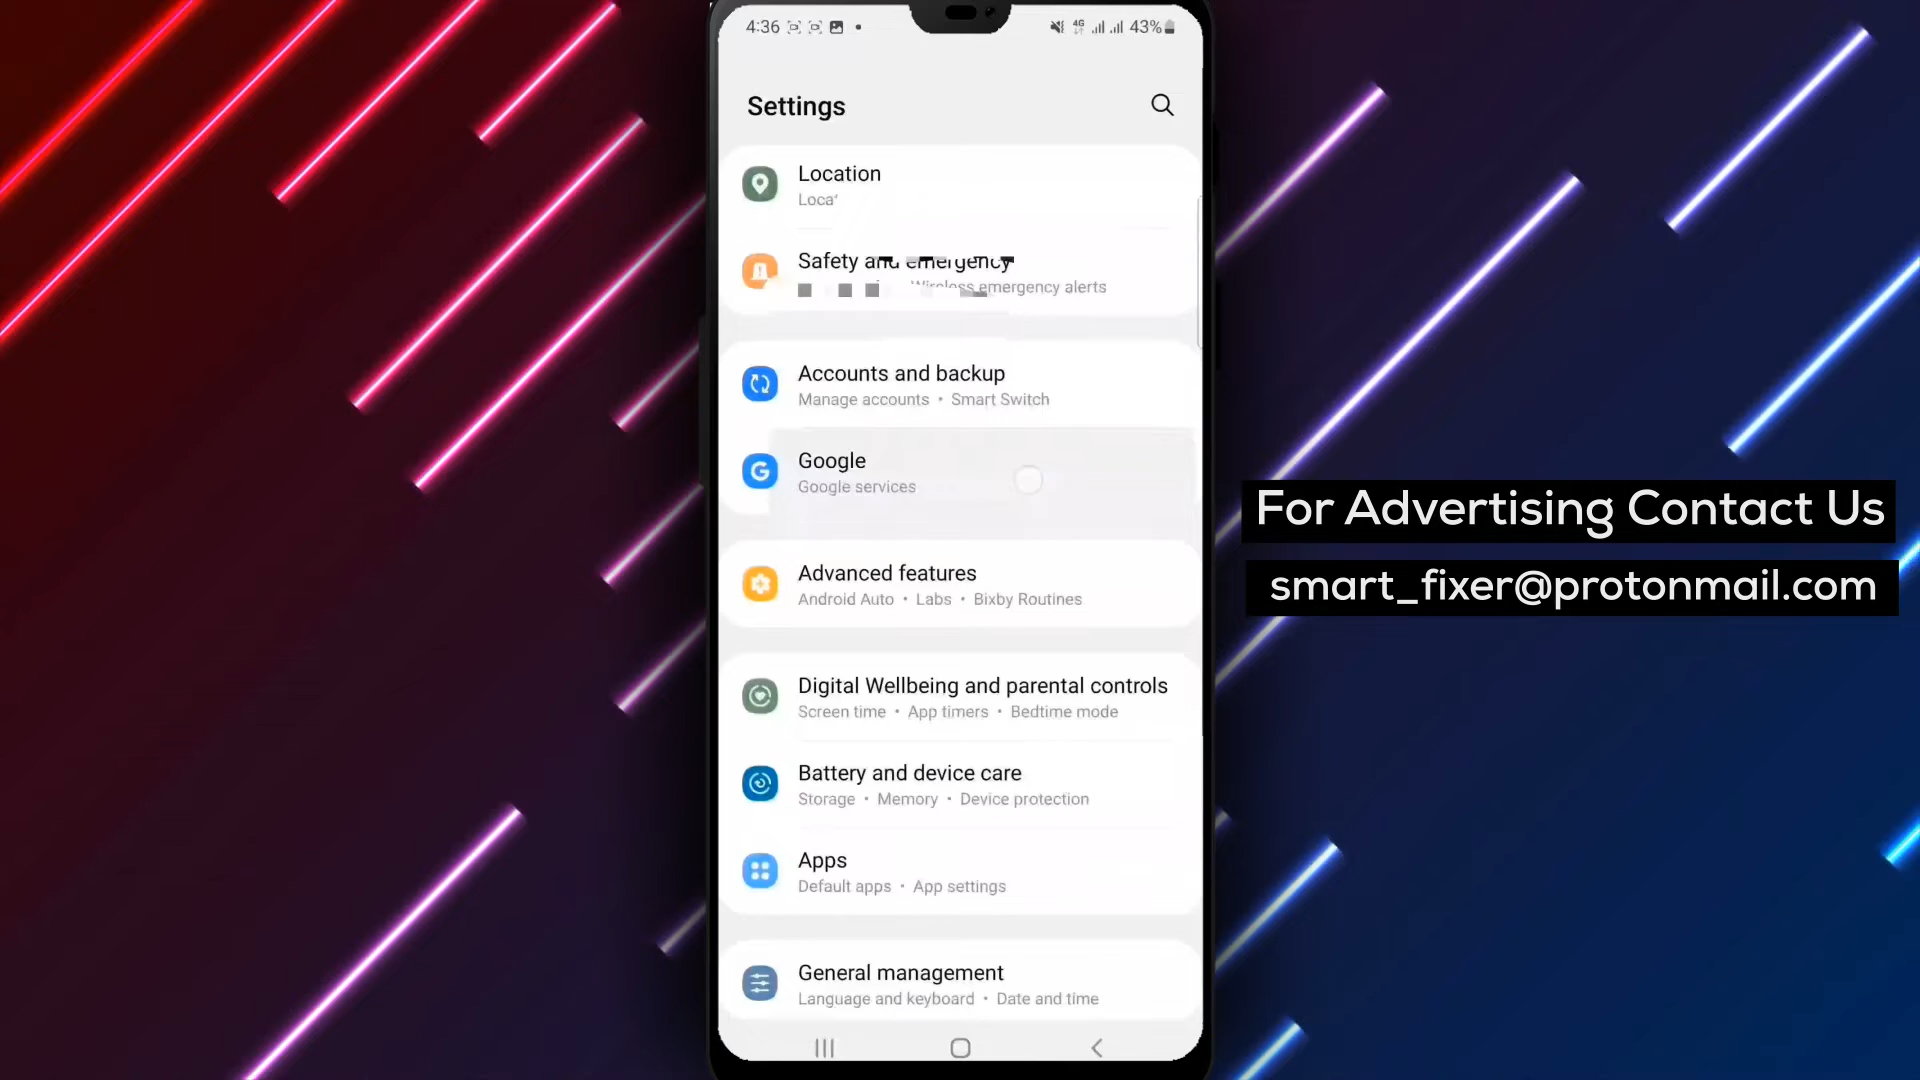 4:36
4G 43%
Settings
Location
Safety and emergency
Wireless emergency alerts
Accounts and backup
Manage accounts • Smart Switch
Google
Google services
Advanced features
Android Auto • Labs • Bixby Routines
Digital Wellbeing and parental controls
Screen time • App timers • Bedtime mode
Battery and device care
Storage • Memory • Device protection
Apps
Default apps • App settings
General management
Language and keyboard • Date and time
For Advertising Contact Us
smart_fixer@protonmail.com